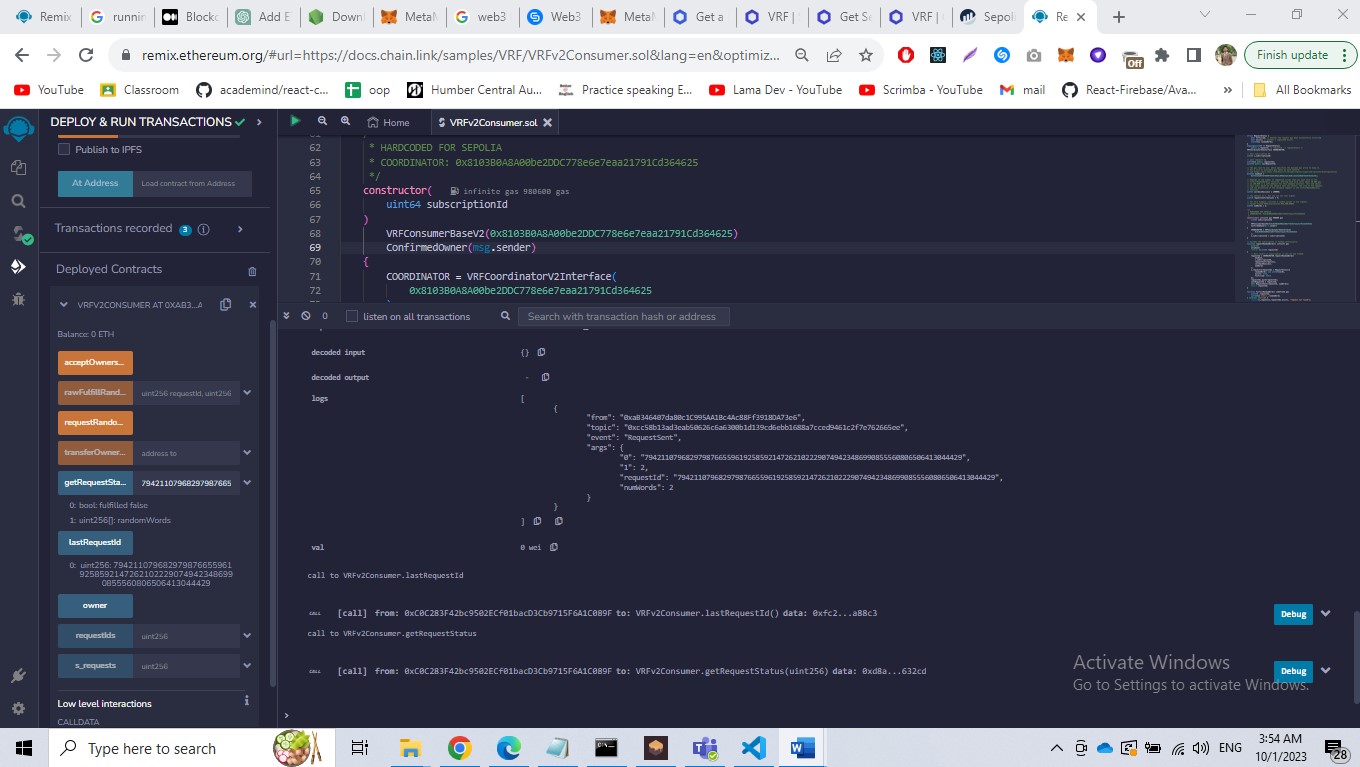 Remix
runnin
Blocko
Add E
Downl
MetaM
web3
Web3
MetaM
Get a
VRF |
Get Se
VRF |
Sepoli
Re
remix.ethereum.org/#url=https://docs.chain.link/samples/VRF/VRFv2Consumer.sol&lang=en&optimiz...
Off
Finish update
YouTube
Classroom
academind/react-c...
oop
Humber Central Au...
Practice speaking E...
Lama Dev - YouTube
Scrimba - YouTube
mail
React-Firebase/Ava...
»
All Bookmarks
DEPLOY & RUN TRANSACTIONS
Publish to IPFS
At Address
Load contract from Address
Transactions recorded 3
Deployed Contracts
VRFV2CONSUMER AT 0XAB3...A
Balance: 0 ETH
acceptOwners...
rawFulfillRand...
uint256 requestId, uint256
requestRando...
transferOwner...
address to
getRequestSta...
79421107968297987665
0: bool: fulfilled false
1: uint256[]: randomWords
lastRequestId
0: uint256: 794211079682979876655961
925859214726210222907494234869
9085556080650641304
owner
requestIds
uint256
s_requests
uint256
Low level interactions
CALLDATA
Home
VRFv2Consumer.sol
62 * HARDCODED FOR SEPOLIA
63 * COORDINATOR: 0x8103B0A8A00be2DDC778e6e7eaa21791Cd364625
64 */
65 constructor( infinite gas 980600 gas
66 uint64 subscriptionId
67 )
68 VRFConsumerBaseV2(0x8103B0A8A00be2DDC778e6e7eaa21791Cd364625)
69 ConfirmedOwner(msg.sender)
70 {
71 COORDINATOR = VRFCoordinatorV2Interface(
72 0x8103B0A8A00be2DDC778e6e7eaa21791Cd364625
0
listen on all transactions
Search with transaction hash or address
decoded input {}
decoded output -
logs [
{
"from": "0xa8346407da80c1C995AA18c4Ac88Ff3918DA73e6",
"topic": "0xcc58b13ad3eab50626c6a6300b1d139cd6ebb1688a7cced9461c2f7e762665ee",
"event": "RequestSent",
"args": {
"0": "79421107968297987665596192585921472621022290749423486990855560806506413044429",
"1": 2,
"requestId": "79421107968297987665596192585921472621022290749423486990855560806506413044429",
"numWords": 2
}
}
]
val 0 wei
call to VRFv2Consumer.lastRequestId
CALL [call] from: 0xC0C283F42bc9502ECf01bacD3Cb9715F6A1C089F to: VRFv2Consumer.lastRequestId() data: 0xfc2...a88c3
Debug
call to VRFv2Consumer.getRequestStatus
CALL [call] from: 0xC0C283F42bc9502ECf01bacD3Cb9715F6A1C089F to: VRFv2Consumer.getRequestStatus(uint256) data: 0xd8a...632cd
Debug
>
Activate Windows
Go to Settings to activate Windows.
Type here to search
ENG
3:54 AM
10/1/2023
28